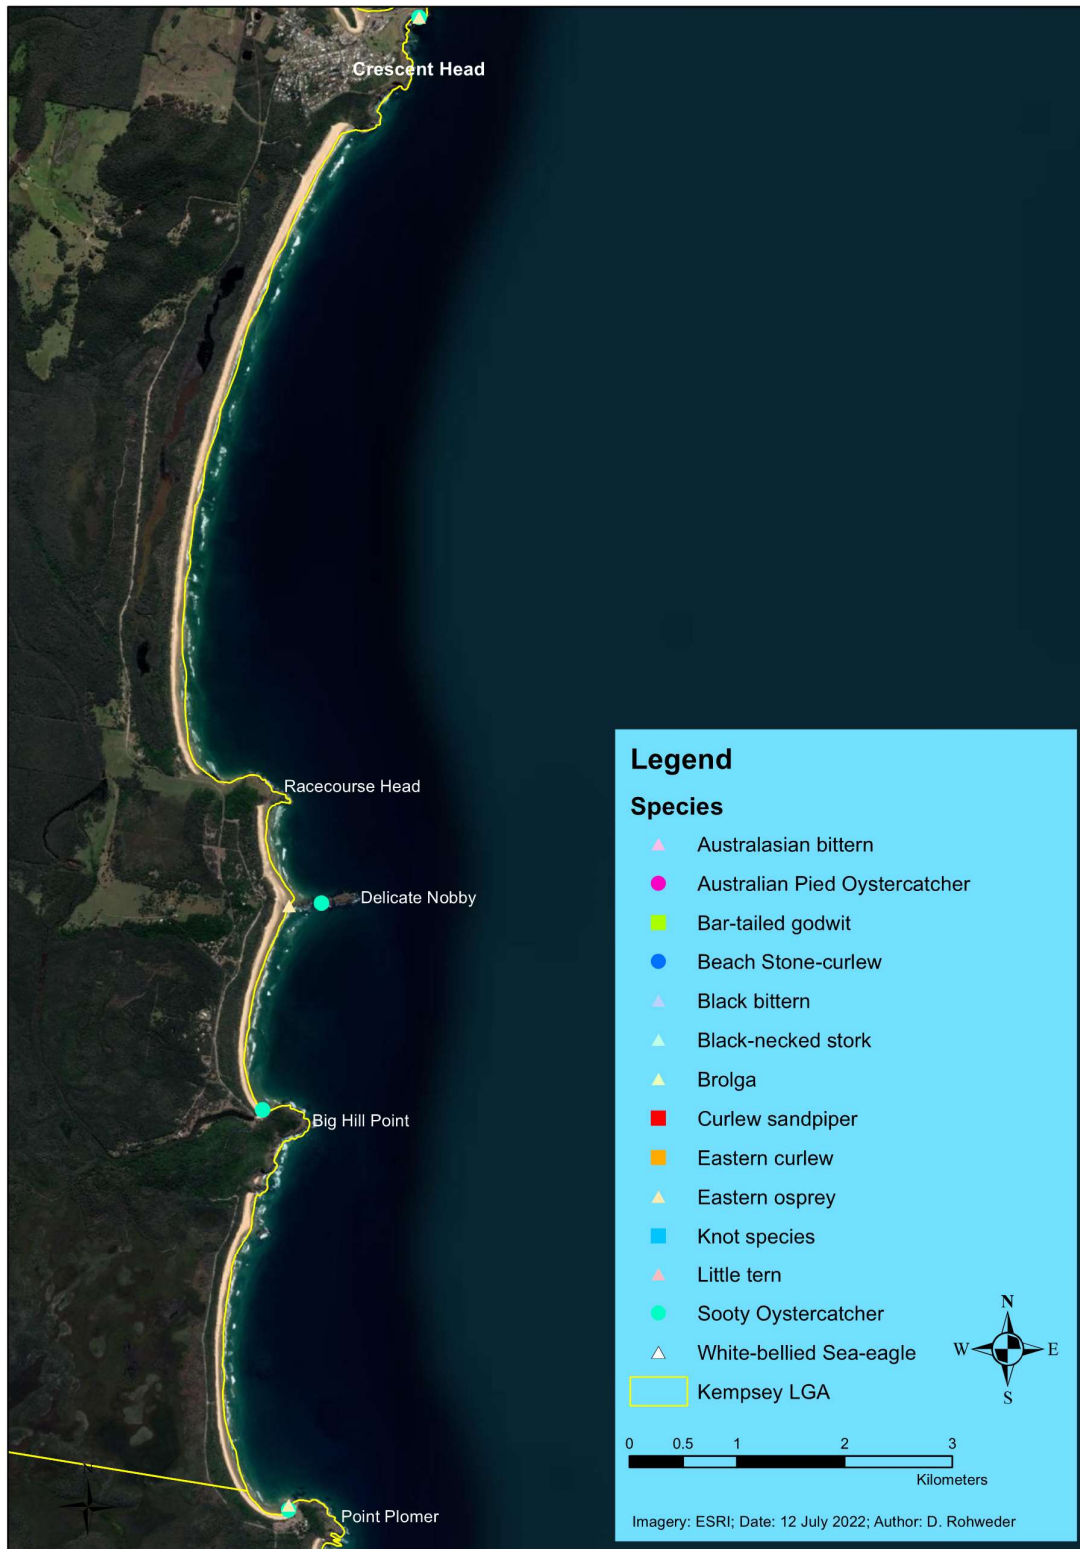 Crescent Head
Racecourse Head
Delicate Nobby
Big Hill Point
Point Plomer
N
Legend
Species
Australasian bittern
Australian Pied Oystercatcher
Bar-tailed godwit
Beach Stone-curlew
Black bittern
Black-necked stork
Brolga
Curlew sandpiper
Eastern curlew
Eastern osprey
Knot species
Little tern
Sooty Oystercatcher
White-bellied Sea-eagle
Kempsey LGA
N
W E
S
0 0.5 1 2 3
Kilometers
Imagery: ESRI; Date: 12 July 2022; Author: D. Rohweder